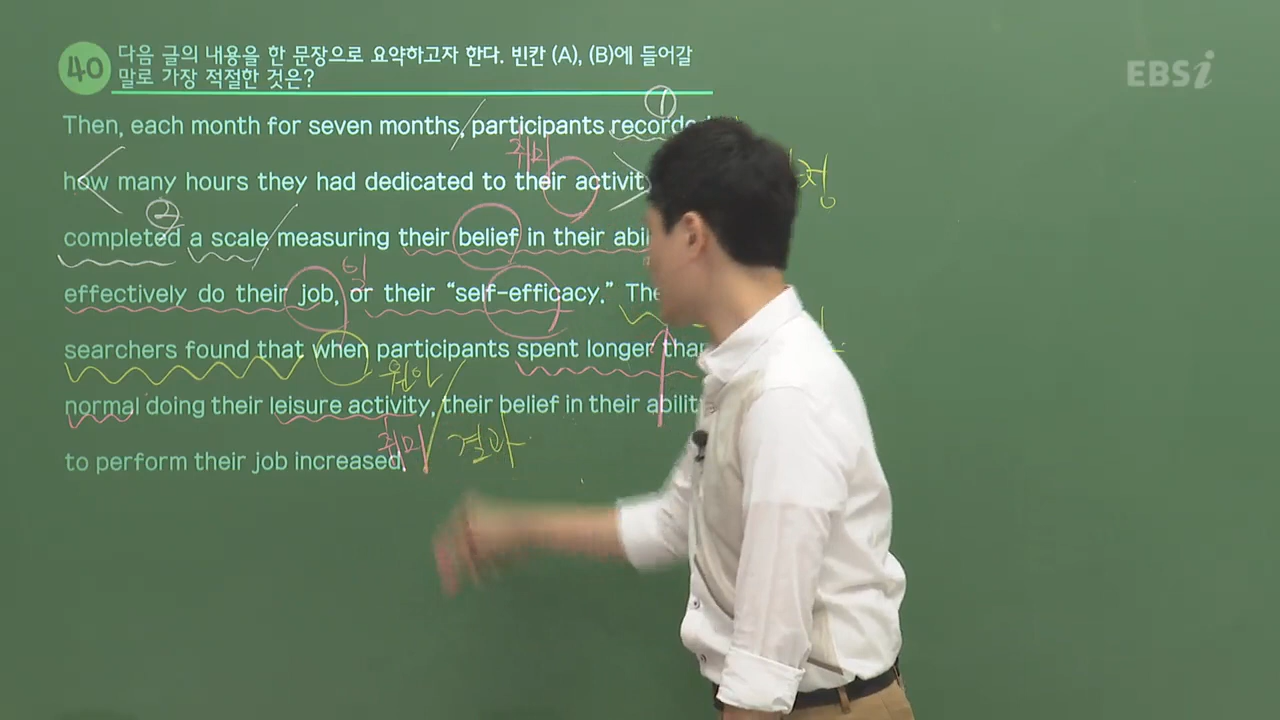 40 다음 글의 내용을 한 문장으로 요약하고자 한다. 빈칸 (A), (B)에 들어갈
말로 가장 적절한 것은?
EBSi
①
Then, each month for seven months, participants
취미
how many hours they had dedicated to their
②
completed a scale measuring their belief in their
일
effectively do their job, or their “self-efficacy.”
searchers found that when participants spent longer than
원인
normal doing their leisure activity, their belief in their
취미 결과
to perform their job increased.